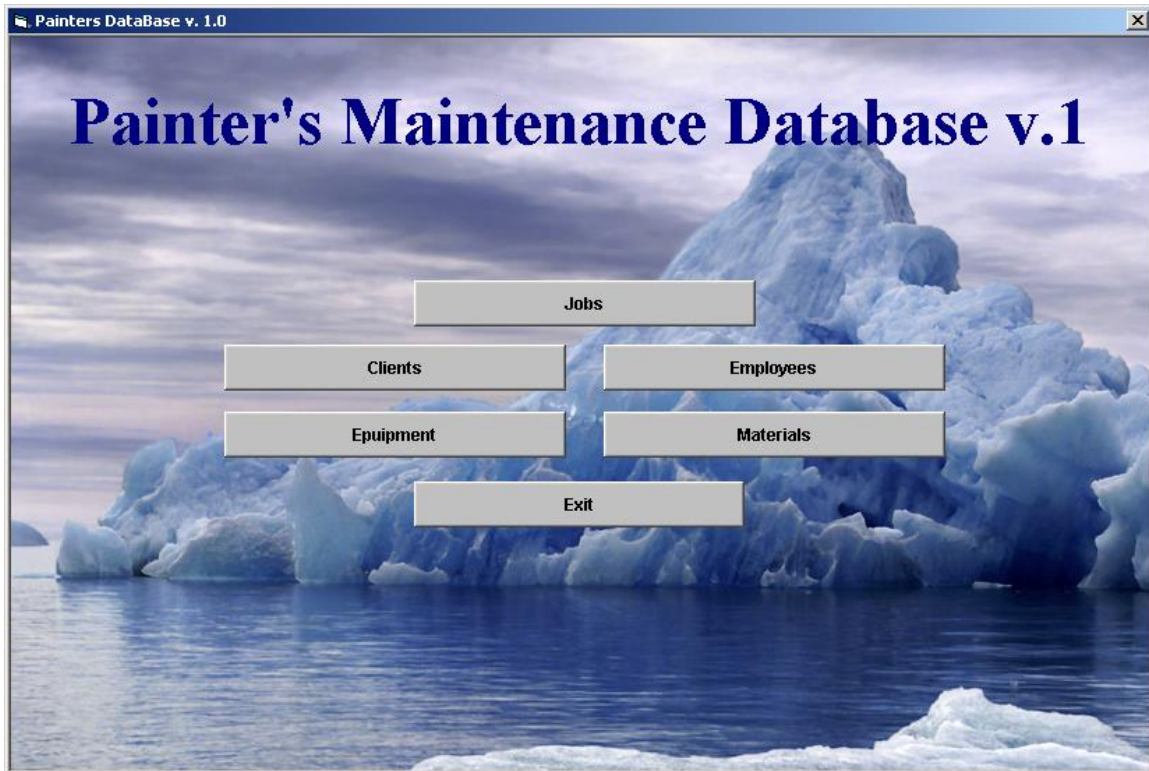 Painters DataBase v. 1.0
Painter's Maintenance Database v.1
Jobs
Clients
Employees
Epuipment
Materials
Exit